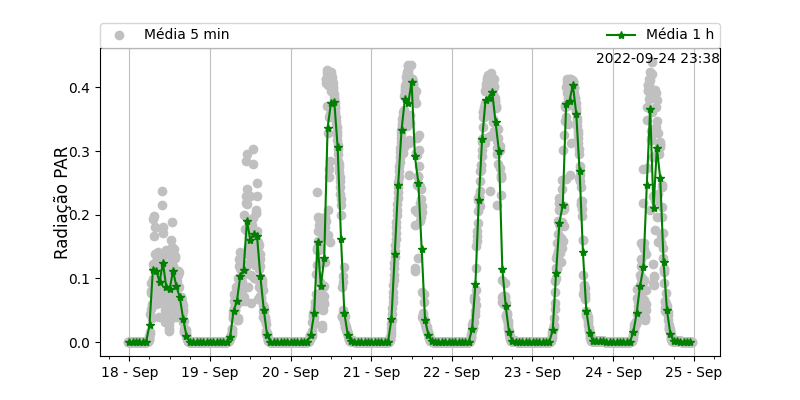 Média 5 min
Média 1 h
2022-09-24 23:38
Radiação PAR
0.4
0.3
0.2
0.1
0.0
18 - Sep
19 - Sep
20 - Sep
21 - Sep
22 - Sep
23 - Sep
24 - Sep
25 - Sep